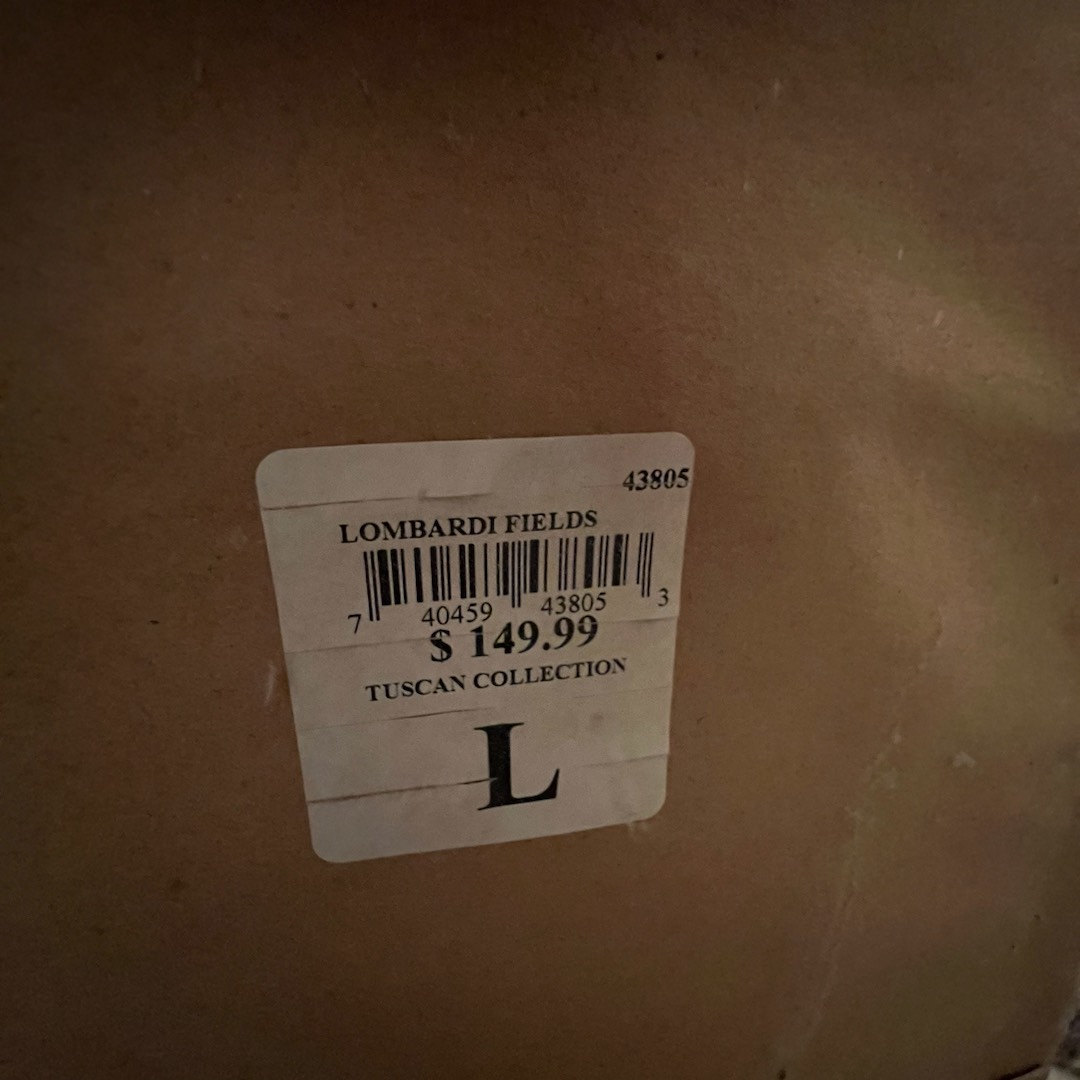 43805
LOMBARDI FIELDS
7 40459 43805 3
$ 149.99
TUSCAN COLLECTION
L